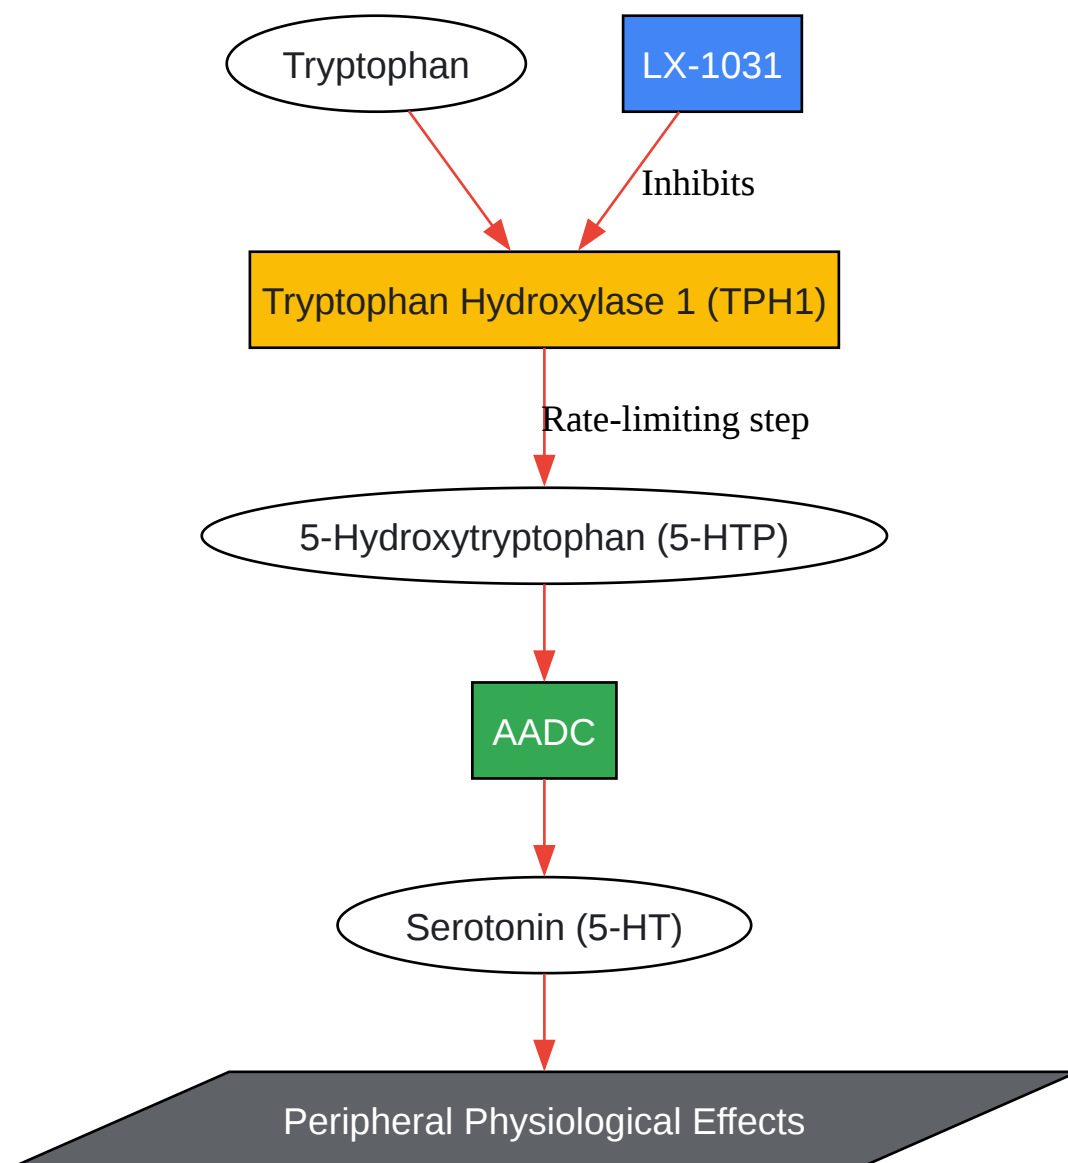 Tryptophan
LX-1031
Inhibits
Tryptophan Hydroxylase 1 (TPH1)
Rate-limiting step
5-Hydroxytryptophan (5-HTP)
AADC
Serotonin (5-HT)
Peripheral Physiological Effects